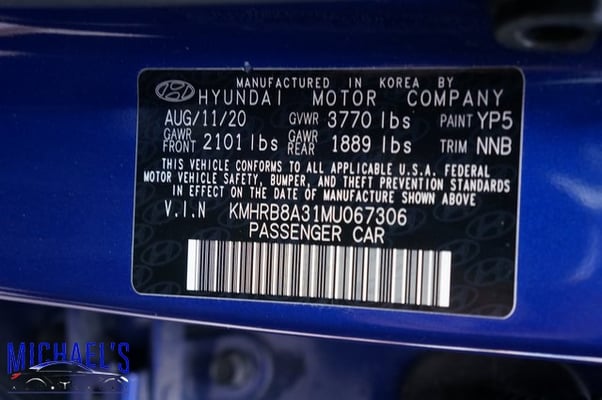 MANUFACTURED IN KOREA BY
HYUNDAI MOTOR COMPANY
AUG/11/20 GVWR 3770 lbs PAINT YP5
GAWR FRONT 2101 lbs GAWR REAR 1889 lbs TRIM NNB
THIS VEHICLE CONFORMS TO ALL APPLICABLE U.S.A. FEDERAL
MOTOR VEHICLE SAFETY, BUMPER, AND THEFT PREVENTION STANDARDS
IN EFFECT ON THE DATE OF MANUFACTURE SHOWN ABOVE
V.I.N KMHRB8A31MU067306
PASSENGER CAR
MICHAEL'S